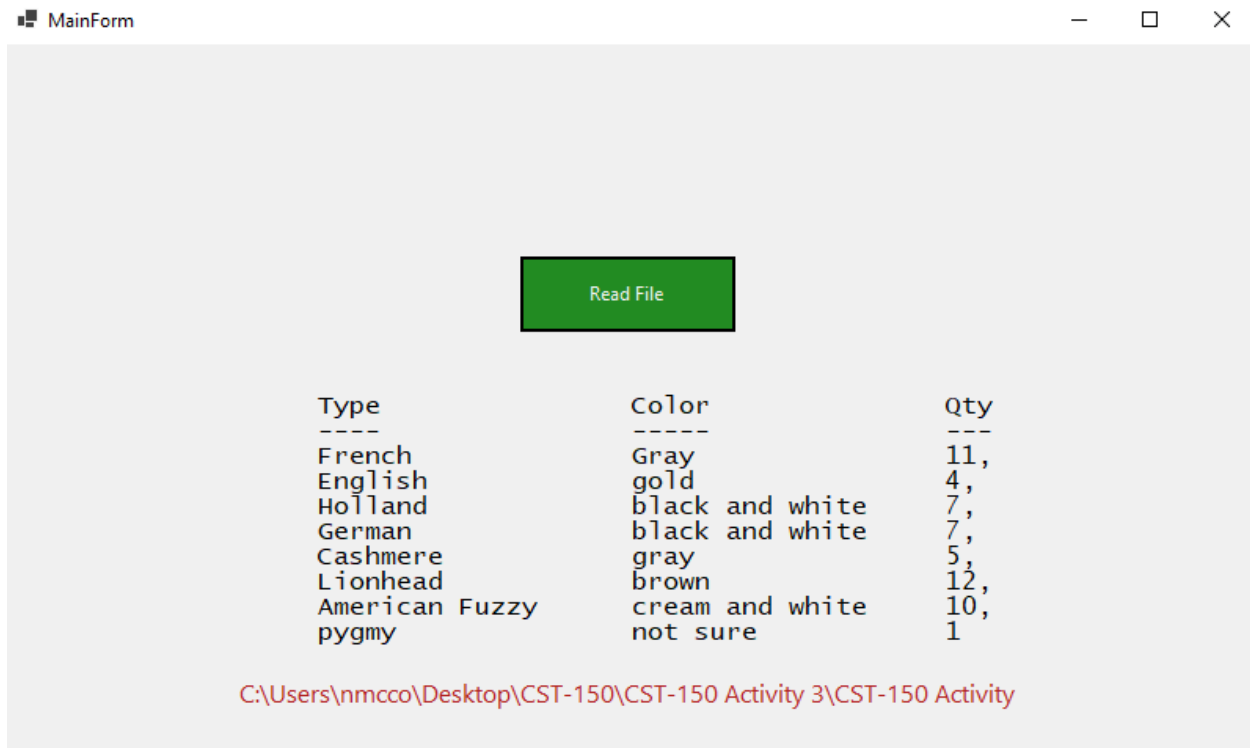 MainForm
Read File
Type Color Qty
---- ----- ---
French Gray 11,
English gold 4,
Holland black and white 7,
German black and white 7,
Cashmere gray 5,
Lionhead brown 12,
American Fuzzy cream and white 10,
pygmy not sure 1
C:\Users\nmcco\Desktop\CST-150\CST-150 Activity 3\CST-150 Activity